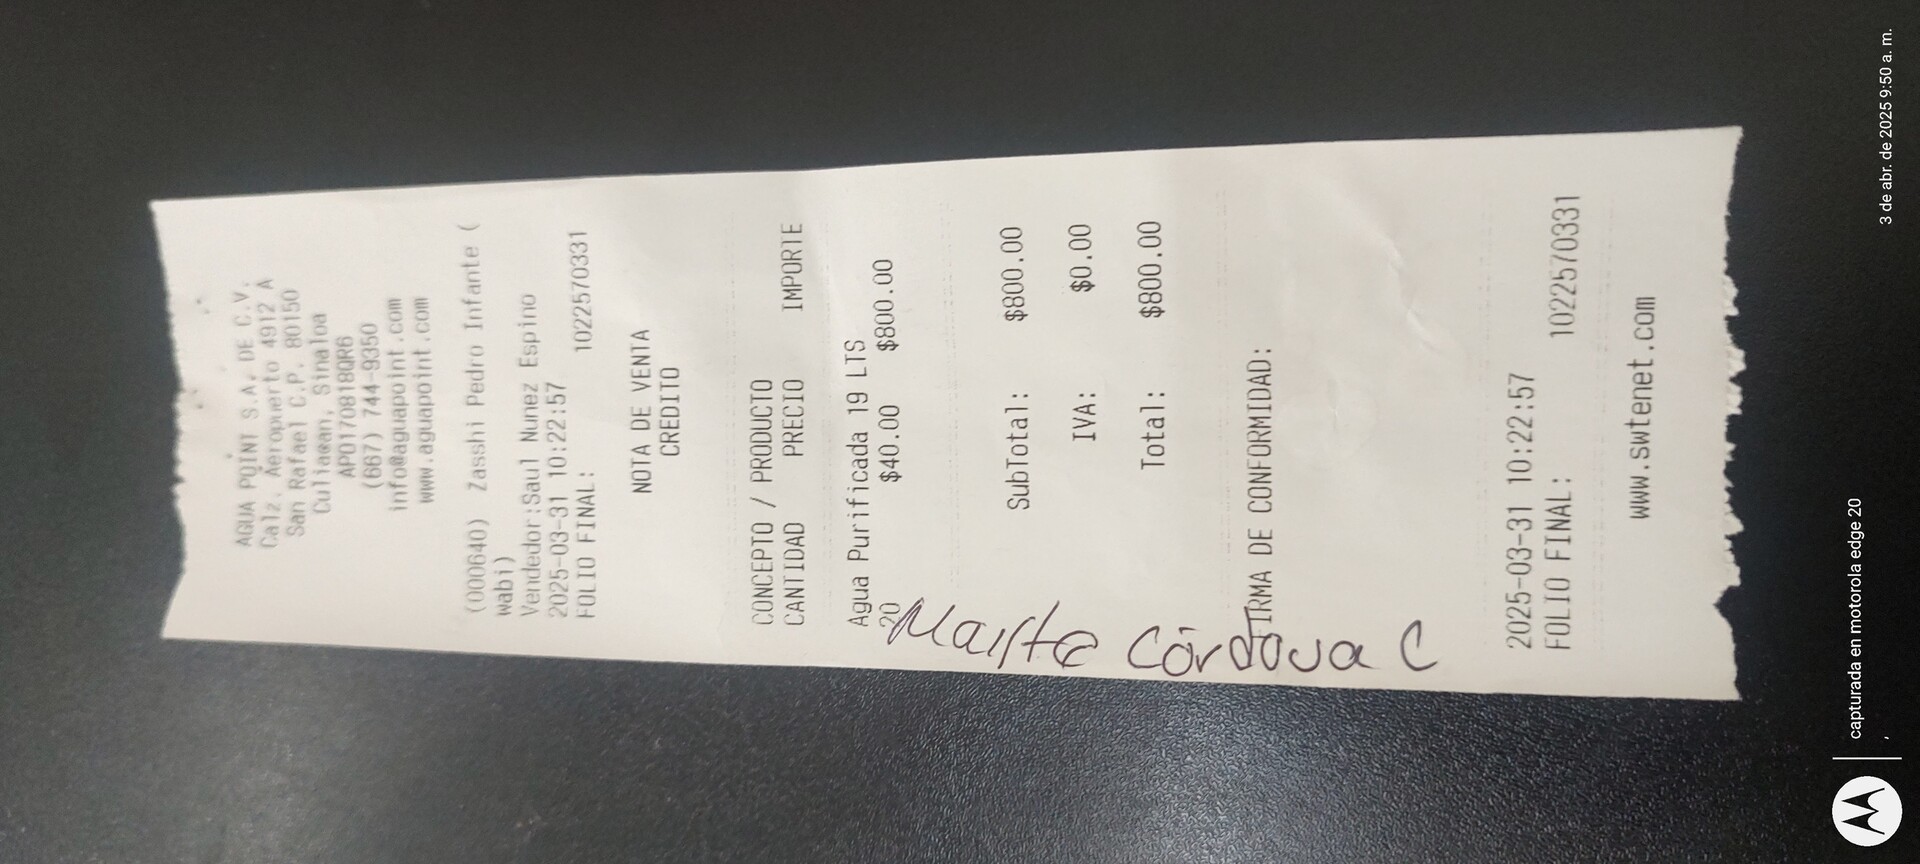 AGUA POINT S.A. DE C.V.
Calz. Aeropuerto 4912 A
San Rafael C.P. 80150
Culiacan, Sinaloa
APO170818QR6
(667) 744-9350
info@aguapoint.com
www.aguapoint.com
(000640) Zasshi Pedro Infante (
wabi)
Vendedor:Saul Nunez Espino
2025-03-31 10:22:57
FOLIO FINAL: 1022570331
NOTA DE VENTA
CREDITO
CONCEPTO / PRODUCTO
CANTIDAD PRECIO IMPORTE
Agua Purificada 19 LTS
20 $40.00 $800.00
SubTotal: $800.00
IVA: $0.00
Total: $800.00
FIRMA DE CONFORMIDAD:
Córdova C
2025-03-31 10:22:57
FOLIO FINAL: 1022570331
www.swtenet.com
capturada en motorola edge 20
,
3 de abr. de 2025 9:50 a. m.